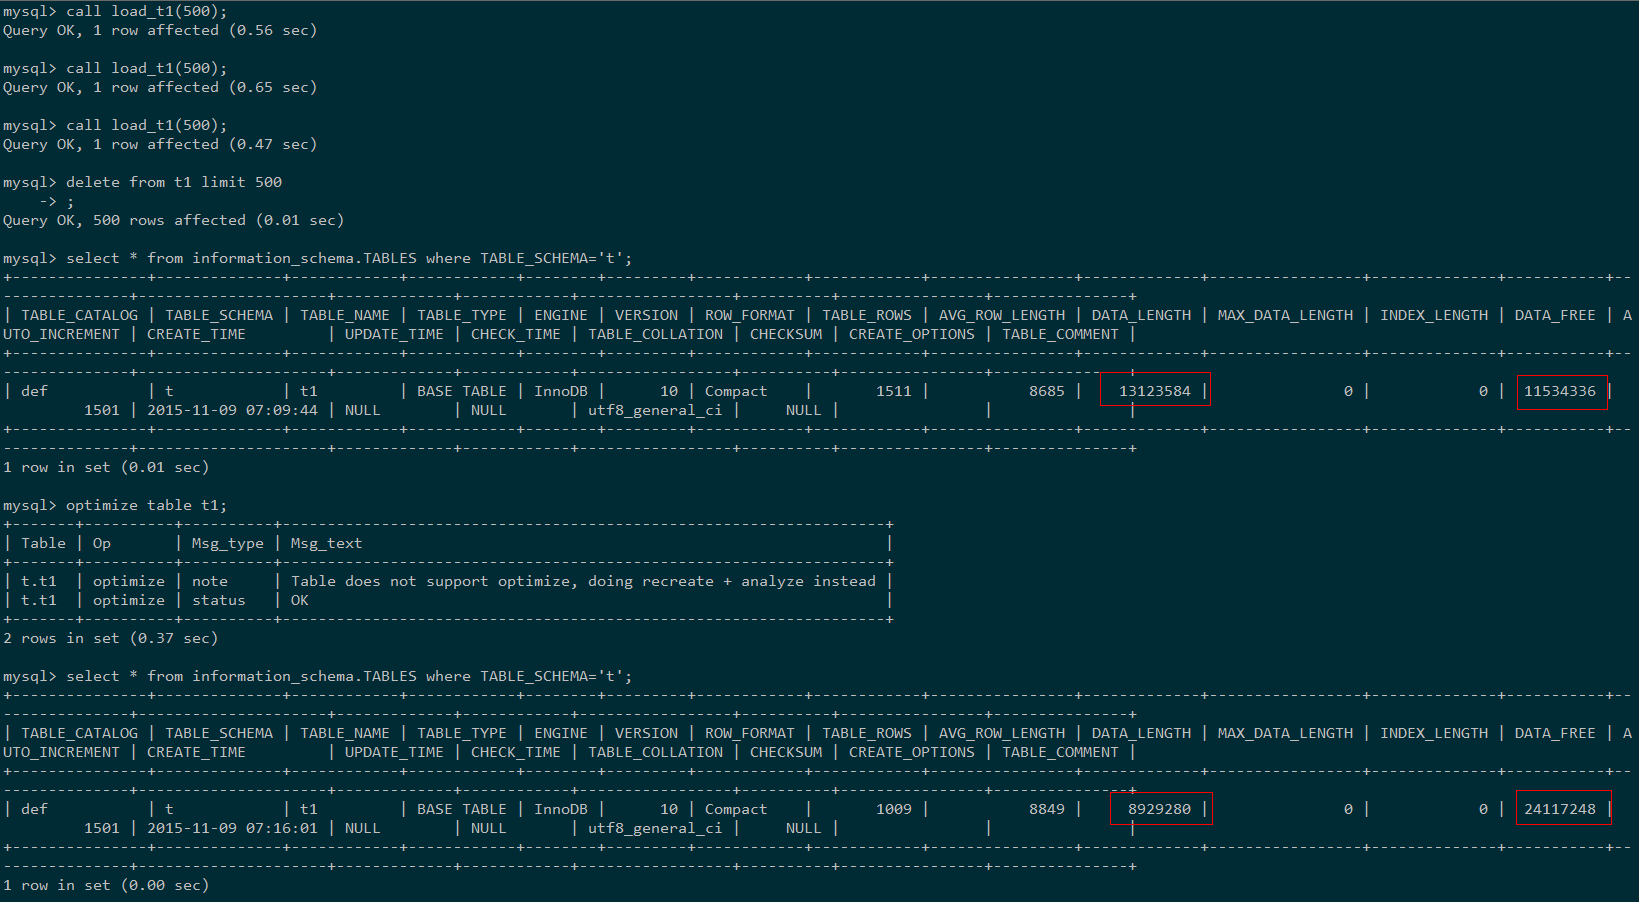 mysql> call load_t1(500);
Query OK, 1 row affected (0.56 sec)

mysql> call load_t1(500);
Query OK, 1 row affected (0.65 sec)

mysql> call load_t1(500);
Query OK, 1 row affected (0.47 sec)

mysql> delete from t1 limit 500
    -> ;
Query OK, 500 rows affected (0.01 sec)

mysql> select * from information_schema.TABLES where TABLE_SCHEMA='t';
+---------------+--------------+------------+------------+--------+---------+------------+------------+----------------+-------------+-----------------+--------------+-----------+--
--------------+---------------------+-------------+------------+-----------------+----------+----------------+---------------+
| TABLE_CATALOG | TABLE_SCHEMA | TABLE_NAME | TABLE_TYPE | ENGINE | VERSION | ROW_FORMAT | TABLE_ROWS | AVG_ROW_LENGTH | DATA_LENGTH | MAX_DATA_LENGTH | INDEX_LENGTH | DATA_FREE | A
UTO_INCREMENT | CREATE_TIME         | UPDATE_TIME | CHECK_TIME | TABLE_COLLATION | CHECKSUM | CREATE_OPTIONS | TABLE_COMMENT |
+---------------+--------------+------------+------------+--------+---------+------------+------------+----------------+-------------+-----------------+--------------+-----------+--
--------------+---------------------+-------------+------------+-----------------+----------+----------------+---------------+
| def           | t            | t1         | BASE TABLE | InnoDB |      10 | Compact    |       1511 |           8685 |    13123584 |               0 |            0 |  11534336 |
         1501 | 2015-11-09 07:09:44 | NULL        | NULL       | utf8_general_ci |     NULL |                |               |
+---------------+--------------+------------+------------+--------+---------+------------+------------+----------------+-------------+-----------------+--------------+-----------+--
--------------+---------------------+-------------+------------+-----------------+----------+----------------+---------------+
1 row in set (0.01 sec)

mysql> optimize table t1;
+-------+----------+----------+-------------------------------------------------------------------+
| Table | Op       | Msg_type | Msg_text                                                          |
+-------+----------+----------+-------------------------------------------------------------------+
| t.t1  | optimize | note     | Table does not support optimize, doing recreate + analyze instead |
| t.t1  | optimize | status   | OK                                                                |
+-------+----------+----------+-------------------------------------------------------------------+
2 rows in set (0.37 sec)

mysql> select * from information_schema.TABLES where TABLE_SCHEMA='t';
+---------------+--------------+------------+------------+--------+---------+------------+------------+----------------+-------------+-----------------+--------------+-----------+--
--------------+---------------------+-------------+------------+-----------------+----------+----------------+---------------+
| TABLE_CATALOG | TABLE_SCHEMA | TABLE_NAME | TABLE_TYPE | ENGINE | VERSION | ROW_FORMAT | TABLE_ROWS | AVG_ROW_LENGTH | DATA_LENGTH | MAX_DATA_LENGTH | INDEX_LENGTH | DATA_FREE | A
UTO_INCREMENT | CREATE_TIME         | UPDATE_TIME | CHECK_TIME | TABLE_COLLATION | CHECKSUM | CREATE_OPTIONS | TABLE_COMMENT |
+---------------+--------------+------------+------------+--------+---------+------------+------------+----------------+-------------+-----------------+--------------+-----------+--
--------------+---------------------+-------------+------------+-----------------+----------+----------------+---------------+
| def           | t            | t1         | BASE TABLE | InnoDB |      10 | Compact    |       1009 |           8849 |     8929280 |               0 |            0 |  24117248 |
         1501 | 2015-11-09 07:16:01 | NULL        | NULL       | utf8_general_ci |     NULL |                |               |
+---------------+--------------+------------+------------+--------+---------+------------+------------+----------------+-------------+-----------------+--------------+-----------+--
--------------+---------------------+-------------+------------+-----------------+----------+----------------+---------------+
1 row in set (0.00 sec)